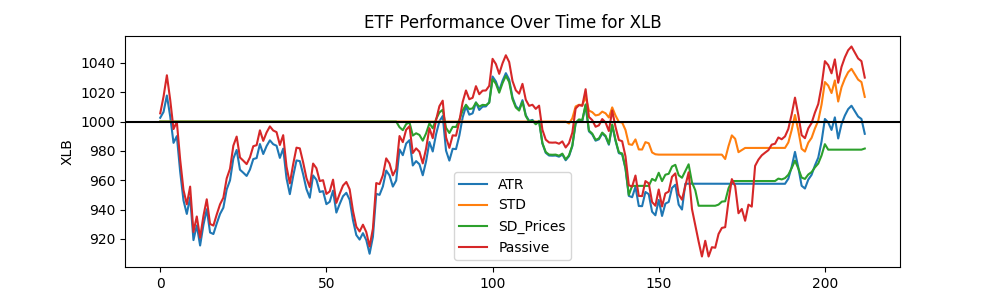 ETF Performance Over Time for XLB
XLB
1040
1020
1000
980
960
940
920
ATR
STD
SD_Prices
Passive
0 50 100 150 200